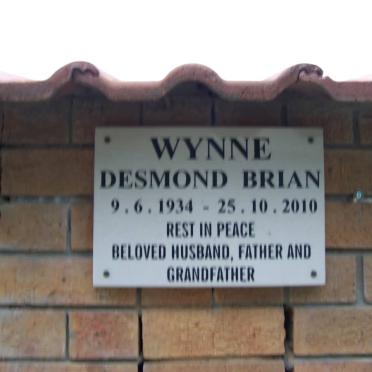 WYNNE
DESMOND BRIAN
9.6.1934 - 25.10.2010
REST IN PEACE
BELOVED HUSBAND, FATHER AND
GRANDFATHER